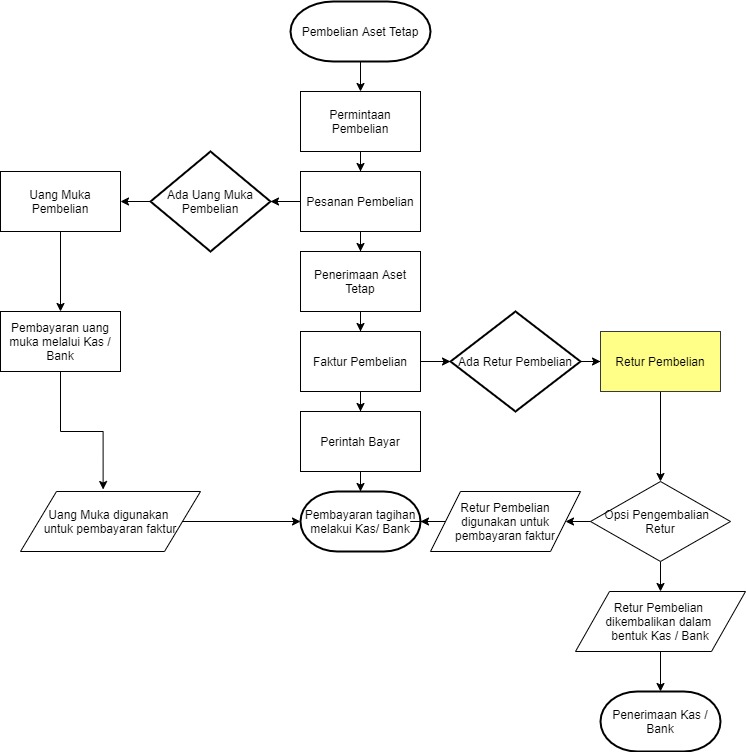 Pembelian Aset Tetap
Permintaan
Pembelian
Uang Muka
Pembelian
Ada Uang Muka
Pembelian
Pesanan Pembelian
Penerimaan Aset
Tetap
Pembayaran uang
muka melalui Kas /
Bank
Faktur Pembelian
Ada Retur Pembelian
Retur Pembelian
Perintah Bayar
Uang Muka digunakan
untuk pembayaran faktur
Pembayaran tagihan
melakui Kas/ Bank
Retur Pembelian
digunakan untuk
pembayaran faktur
Opsi Pengembalian
Retur
Retur Pembelian
dikembalikan dalam
bentuk Kas / Bank
Penerimaan Kas /
Bank